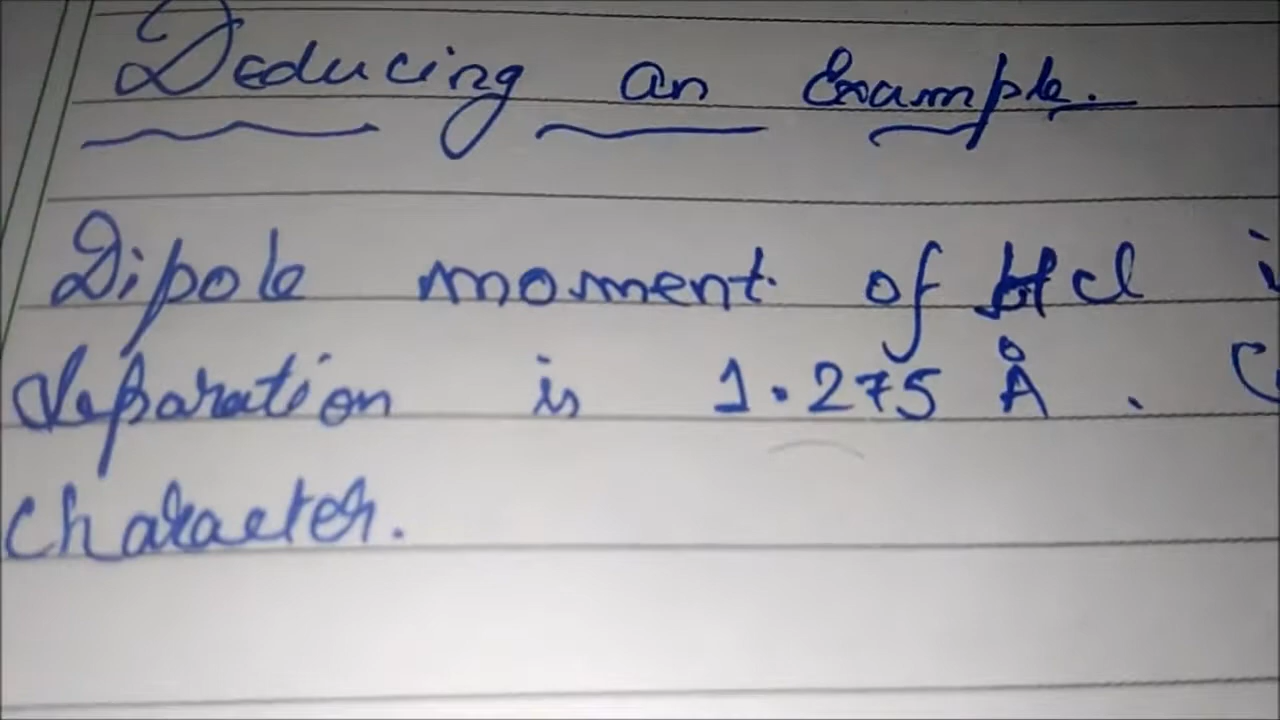 Deducing an Example.
Dipole moment of Hcl i
Separation is 1.275 Å. C
character.